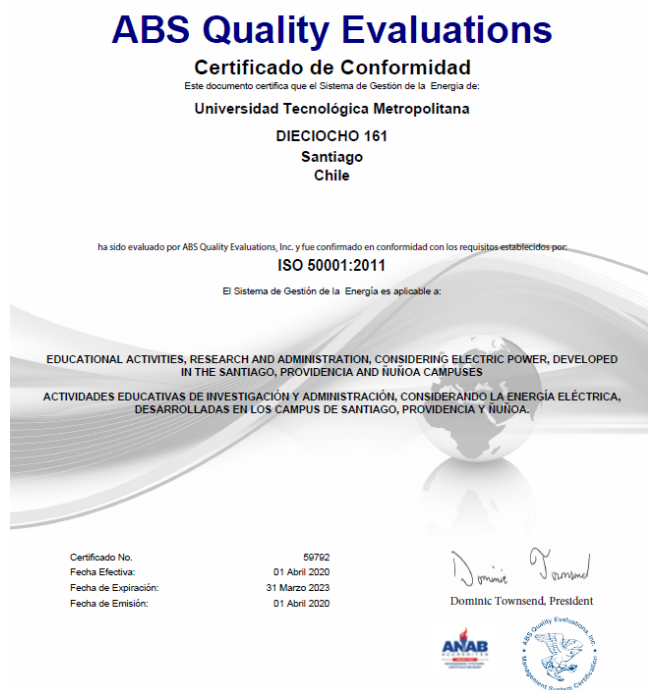 ABS Quality Evaluations
Certificado de Conformidad
Este documento certifica que el Sistema de Gestión de la Energía de:
Universidad Tecnológica Metropolitana
DIECIOCHO 161
Santiago
Chile
ha sido evaluado por ABS Quality Evaluations, Inc. y fue confirmado en conformidad con los requisitos establecidos por:
ISO 50001:2011
El Sistema de Gestión de la Energía es aplicable a:
EDUCATIONAL ACTIVITIES, RESEARCH AND ADMINISTRATION, CONSIDERING ELECTRIC POWER, DEVELOPED
IN THE SANTIAGO, PROVIDENCIA AND ÑUÑOA CAMPUSES
ACTIVIDADES EDUCATIVAS DE INVESTIGACIÓN Y ADMINISTRACIÓN, CONSIDERANDO LA ENERGÍA ELÉCTRICA,
DESARROLLADAS EN LOS CAMPUS DE SANTIAGO, PROVIDENCIA Y ÑUÑOA.
Certificado No. 59792
Fecha Efectiva: 01 Abril 2020
Fecha de Expiración: 31 Marzo 2023
Fecha de Emisión: 01 Abril 2020
Dominic Townsend
Dominic Townsend, President
ANAB
ACCREDITED
ABS Quality Evaluations, Inc.
Management System Certification